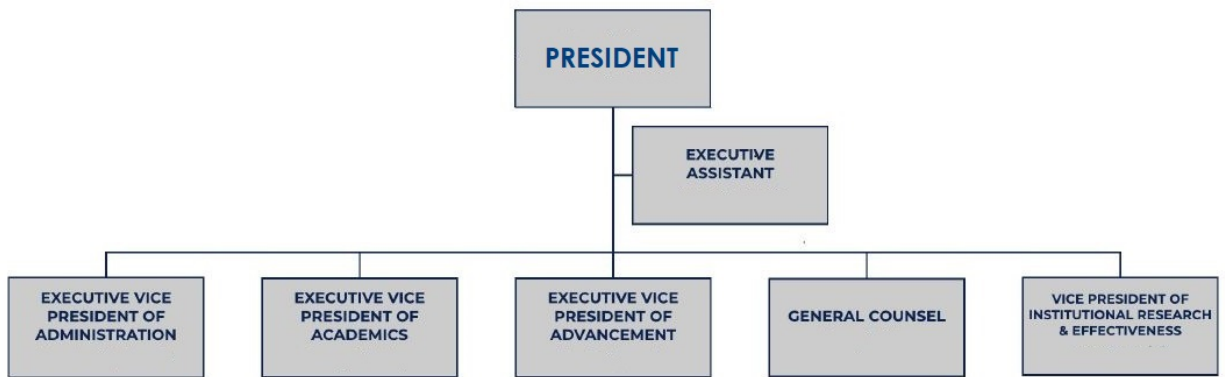 PRESIDENT
EXECUTIVE
ASSISTANT
EXECUTIVE VICE
PRESIDENT OF
ADMINISTRATION
EXECUTIVE VICE
PRESIDENT OF
ACADEMICS
EXECUTIVE VICE
PRESIDENT OF
ADVANCEMENT
GENERAL COUNSEL
VICE PRESIDENT OF
INSTITUTIONAL RESEARCH
& EFFECTIVENESS